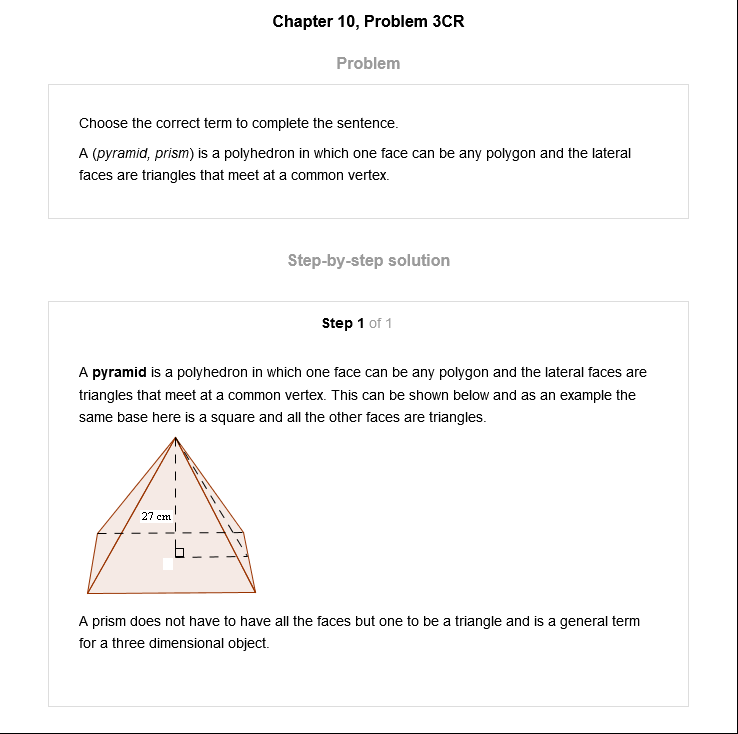 Chapter 10, Problem 3CR
Problem
Choose the correct term to complete the sentence.
A (pyramid, prism) is a polyhedron in which one face can be any polygon and the lateral
faces are triangles that meet at a common vertex.
Step-by-step solution
Step 1 of 1
A pyramid is a polyhedron in which one face can be any polygon and the lateral faces are
triangles that meet at a common vertex. This can be shown below and as an example the
same base here is a square and all the other faces are triangles.
27 cm
A prism does not have to have all the faces but one to be a triangle and is a general term
for a three dimensional object.